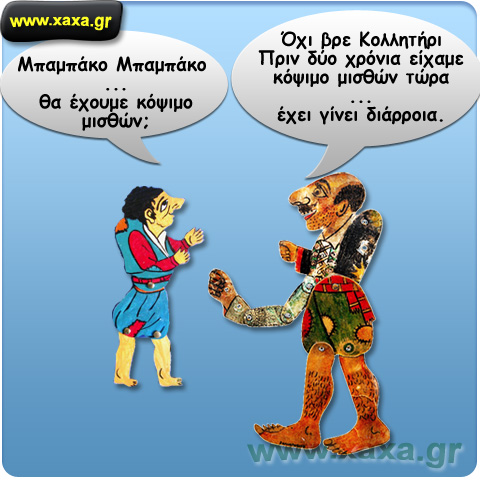 www.xaxa.gr
Μπαμπάκο Μπαμπάκο
...
θα έχουμε κόψιμο
μισθών;
Όχι βρε Κολλητήρι
Πριν δύο χρόνια είχαμε
κόψιμο μισθών τώρα
...
έχει γίνει διάρροια.
www.xaxa.gr